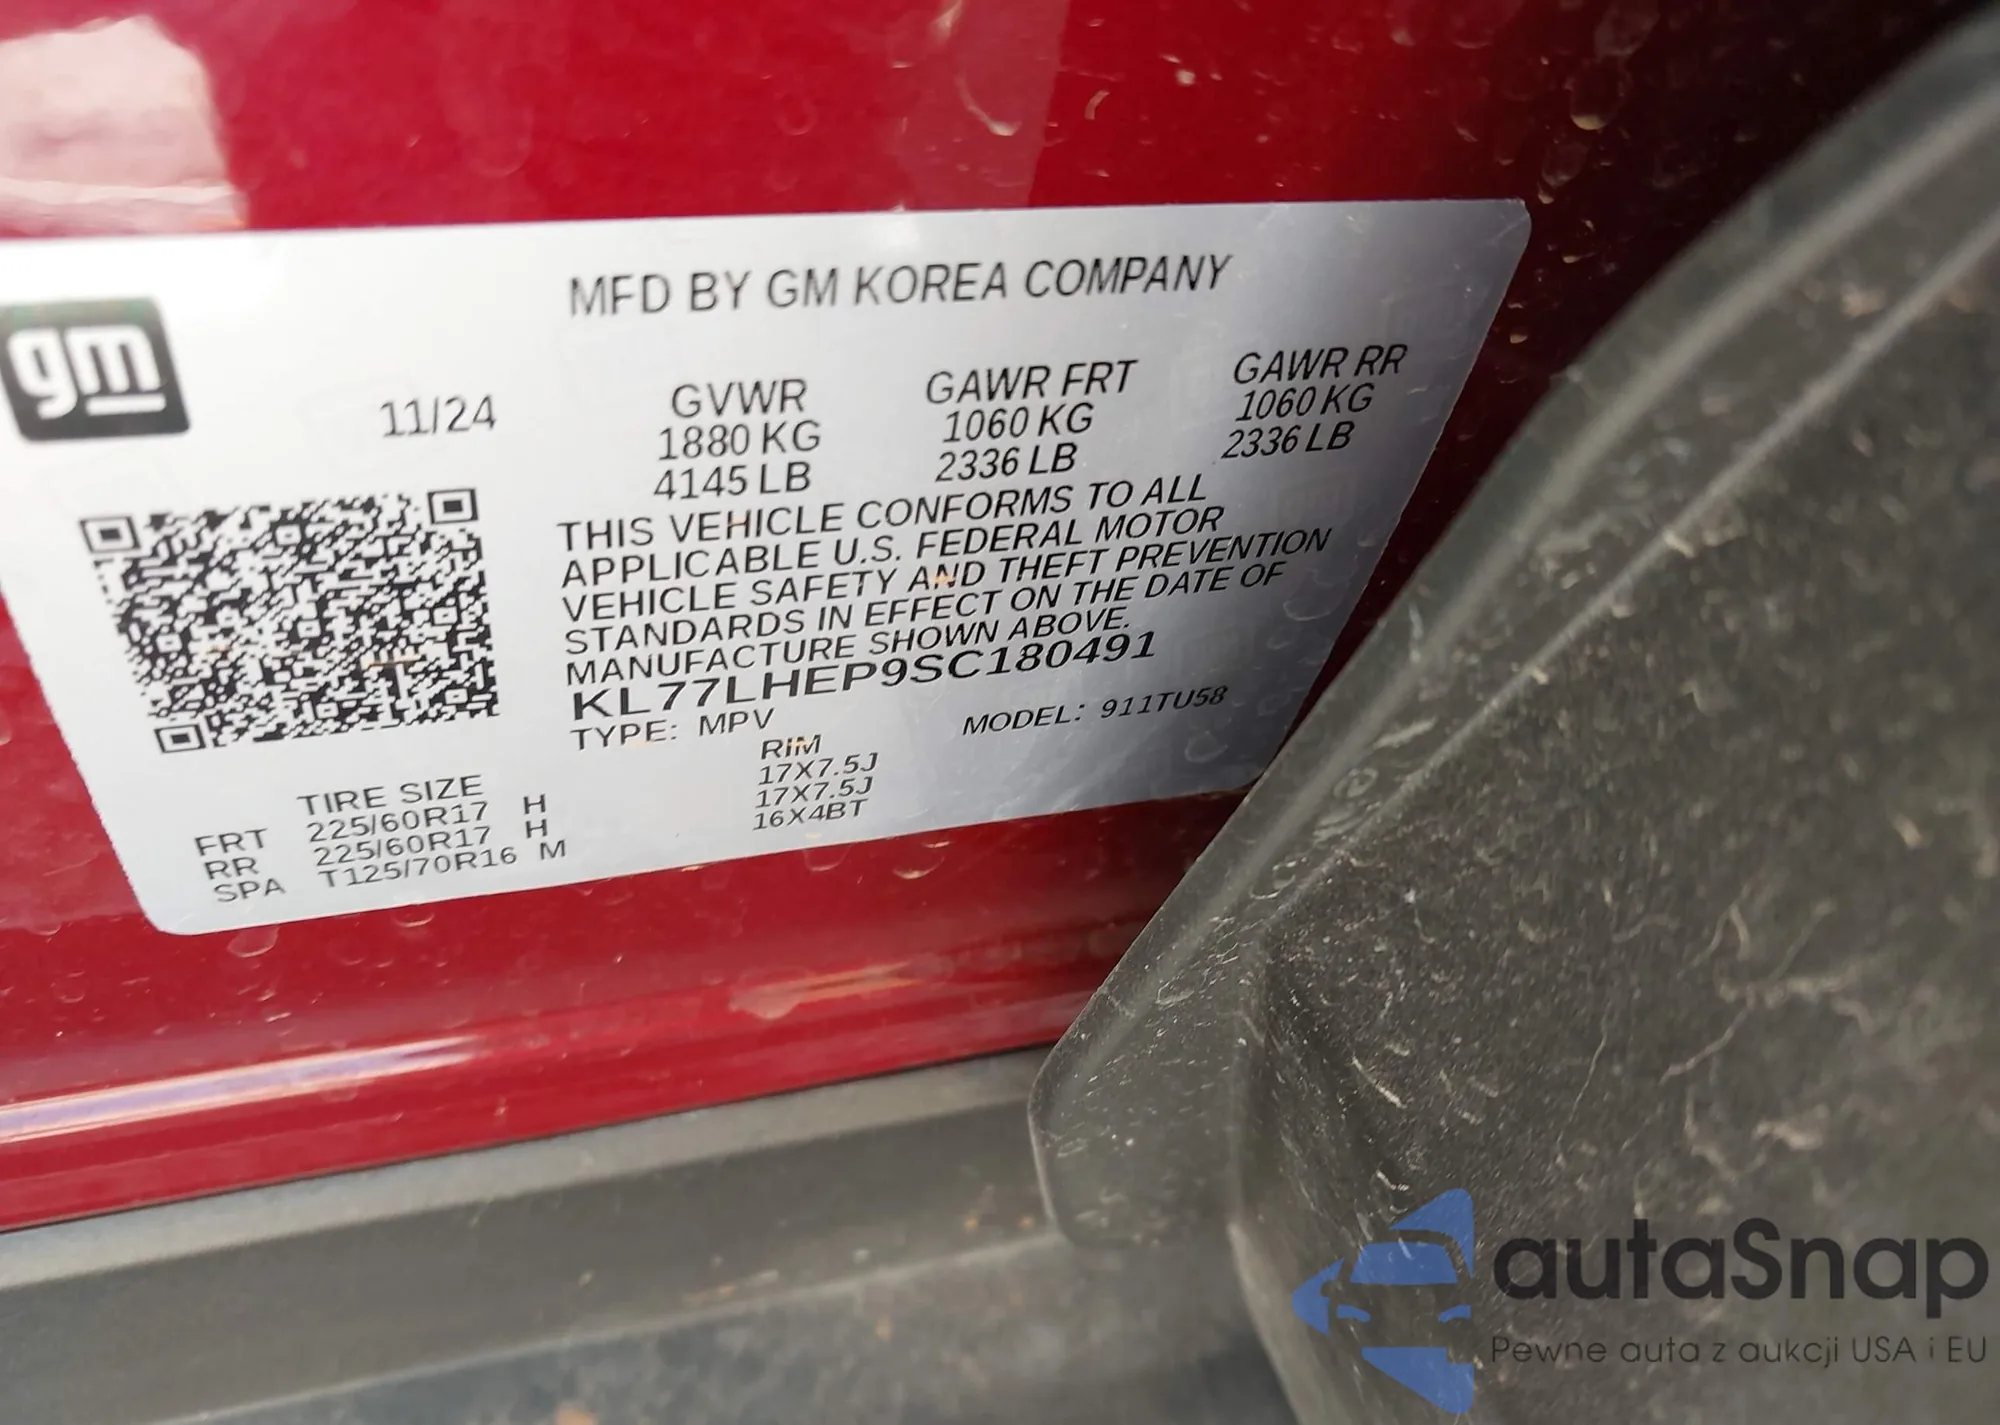 MFD BY GM KOREA COMPANY
gm
11/24
GVWR GAWR FRT GAWR RR
1880 KG 1060 KG 1060 KG
4145 LB 2336 LB 2336 LB
THIS VEHICLE CONFORMS TO ALL
APPLICABLE U.S. FEDERAL MOTOR
VEHICLE SAFETY AND THEFT PREVENTION
STANDARDS IN EFFECT ON THE DATE OF
MANUFACTURE SHOWN ABOVE.
KL77LHEP9SC180491
TYPE: MPV MODEL: 911TU58
TIRE SIZE RIM
FRT 225/60R17 H 17X7.5J
RR 225/60R17 H 17X7.5J
SPA T125/70R16 M 16X4BT
autaSnap
Pewne auta z aukcji USA i EU